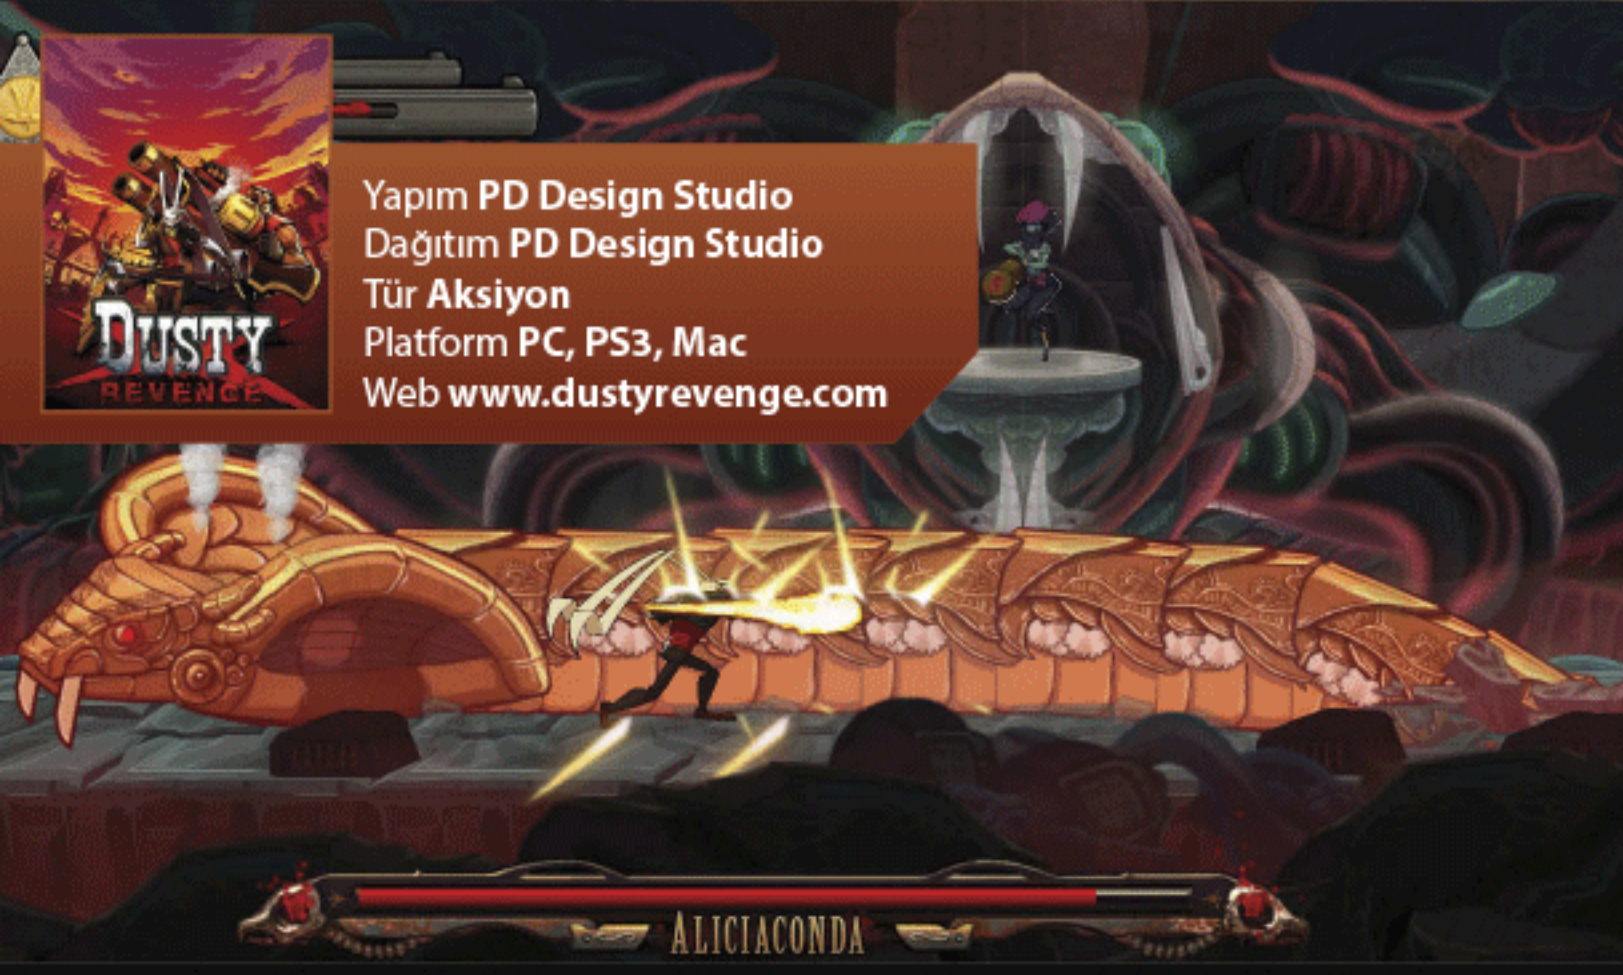 DUSTY
REVENGE
Yapım PD Design Studio
Dağıtım PD Design Studio
Tür Aksiyon
Platform PC, PS3, Mac
Web www.dustyrevenge.com
ALICIACONDA